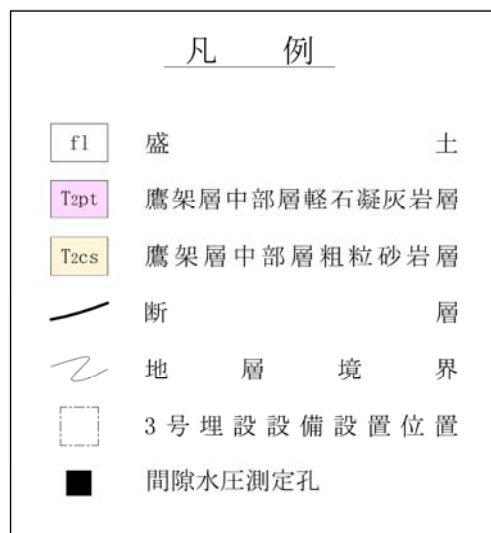 凡 例
fl 盛 土
T2pt 鷹架層中部層軽石凝灰岩層
T2cs 鷹架層中部層粗粒砂岩層
断 層
地 層 境 界
3号埋設設備設置位置
間隙水圧測定孔